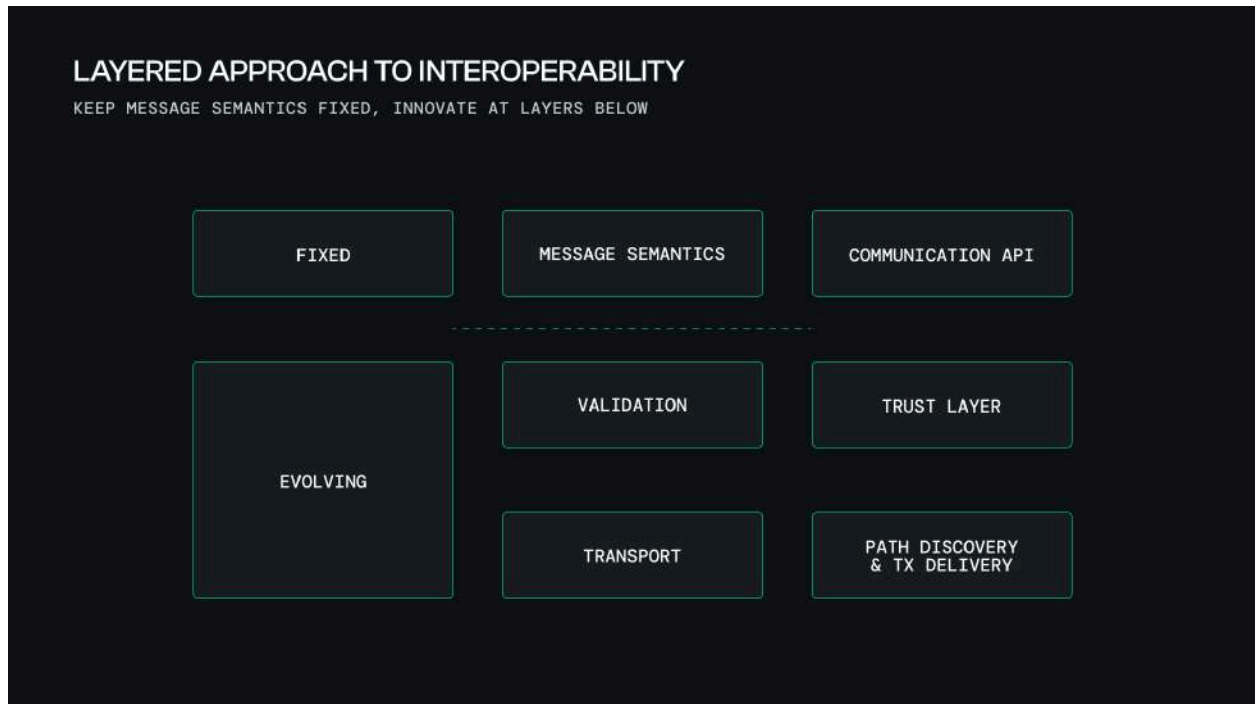 LAYERED APPROACH TO INTEROPERABILITY
KEEP MESSAGE SEMANTICS FIXED, INNOVATE AT LAYERS BELOW
FIXED
MESSAGE SEMANTICS
COMMUNICATION API
EVOLVING
VALIDATION
TRUST LAYER
TRANSPORT
PATH DISCOVERY
& TX DELIVERY